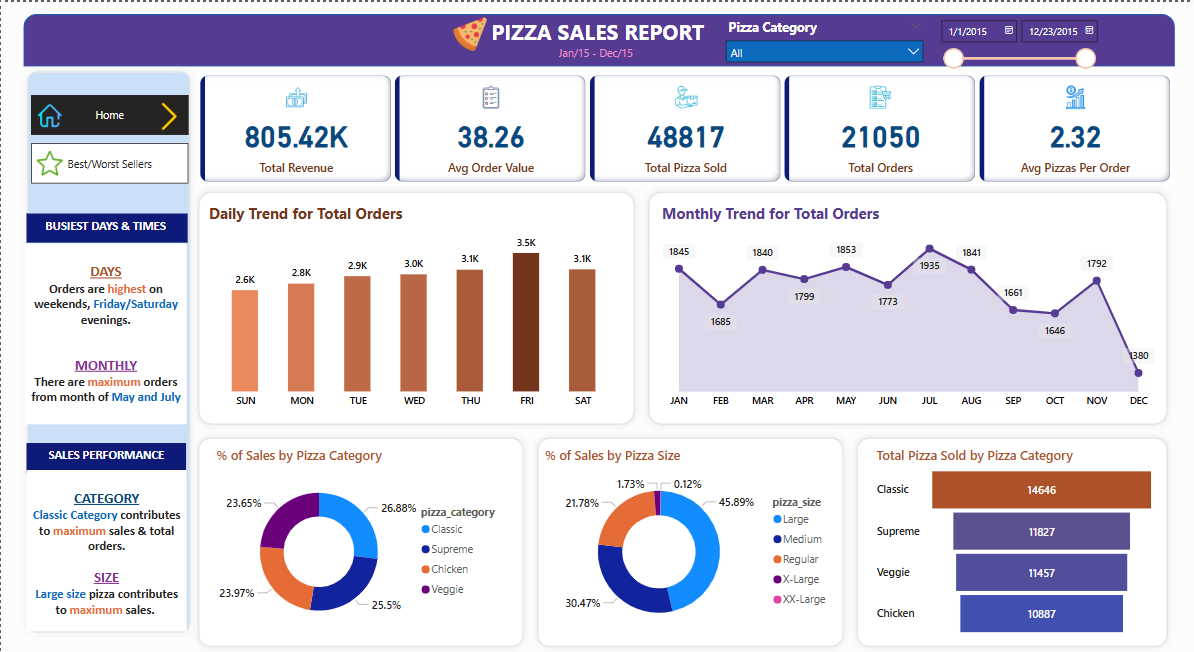 PIZZA SALES REPORT
Jan/15 - Dec/15
Pizza Category
All
1/1/2015
12/23/2015
Home
Best/Worst Sellers
BUSIEST DAYS & TIMES
DAYS
Orders are highest on
weekends, Friday/Saturday
evenings.
MONTHLY
There are maximum orders
from month of May and July
SALES PERFORMANCE
CATEGORY
Classic Category contributes
to maximum sales & total
orders.
SIZE
Large size pizza contributes
to maximum sales.
805.42K
Total Revenue
38.26
Avg Order Value
48817
Total Pizza Sold
21050
Total Orders
2.32
Avg Pizzas Per Order
Daily Trend for Total Orders
2.6K
2.8K
2.9K
3.0K
3.1K
3.5K
3.1K
SUN
MON
TUE
WED
THU
FRI
SAT
Monthly Trend for Total Orders
1845
1685
1840
1799
1853
1773
1935
1841
1661
1646
1792
1380
JAN
FEB
MAR
APR
MAY
JUN
JUL
AUG
SEP
OCT
NOV
DEC
% of Sales by Pizza Category
23.65%
26.88%
23.97%
25.5%
pizza_category
Classic
Supreme
Chicken
Veggie
% of Sales by Pizza Size
1.73%
0.12%
21.78%
45.89%
30.47%
pizza_size
Large
Medium
Regular
X-Large
XX-Large
Total Pizza Sold by Pizza Category
Classic
14646
Supreme
11827
Veggie
11457
Chicken
10887